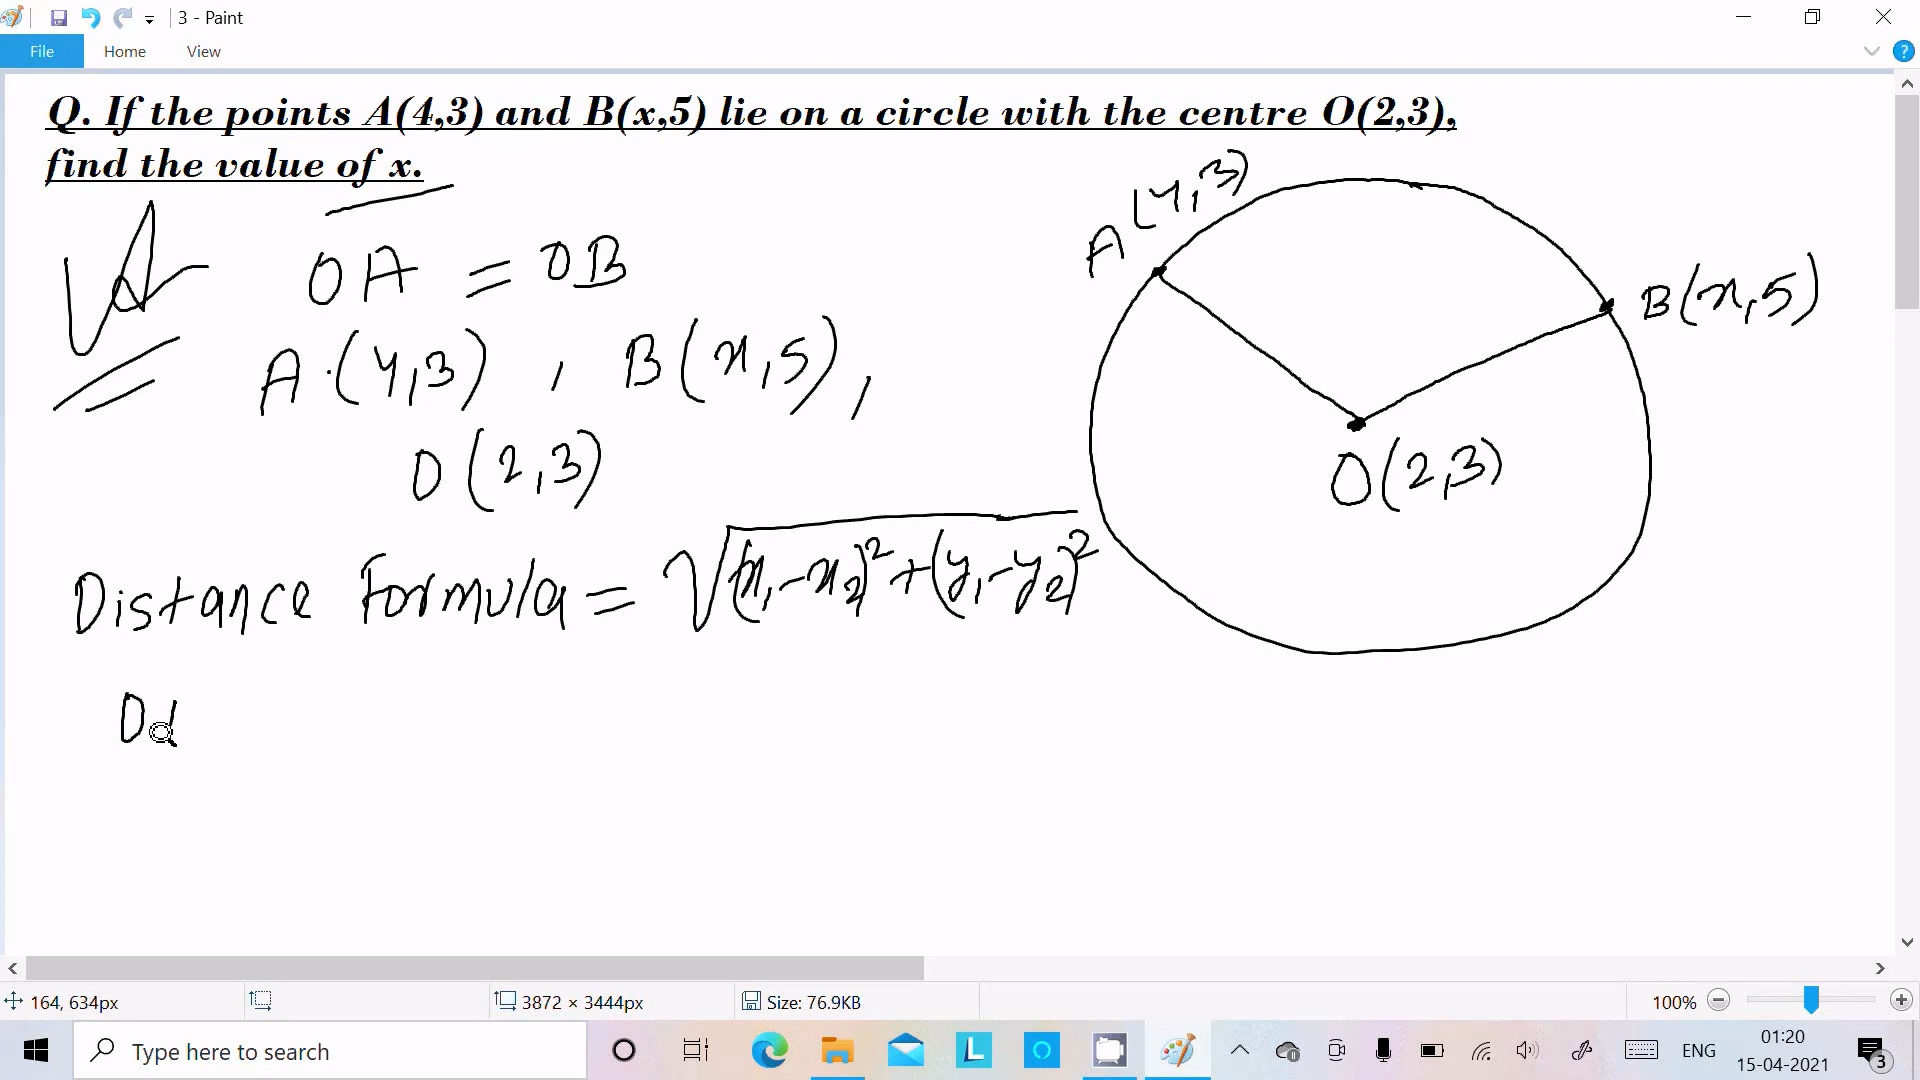 3 - Paint
File Home View
Q. If the points A(4,3) and B(x,5) lie on a circle with the centre O(2,3),
find the value of x.
OA = OB
A (4,3) , B (x,5) ,
O (2,3)
Distance Formula = √(x₁-x₂)²+(y₁-y₂)²
A (4,3)
B(x,5)
O(2,3)
164, 634px 3872 × 3444px Size: 76.9KB 100%
Type here to search
L
ENG
01:20
15-04-2021
3